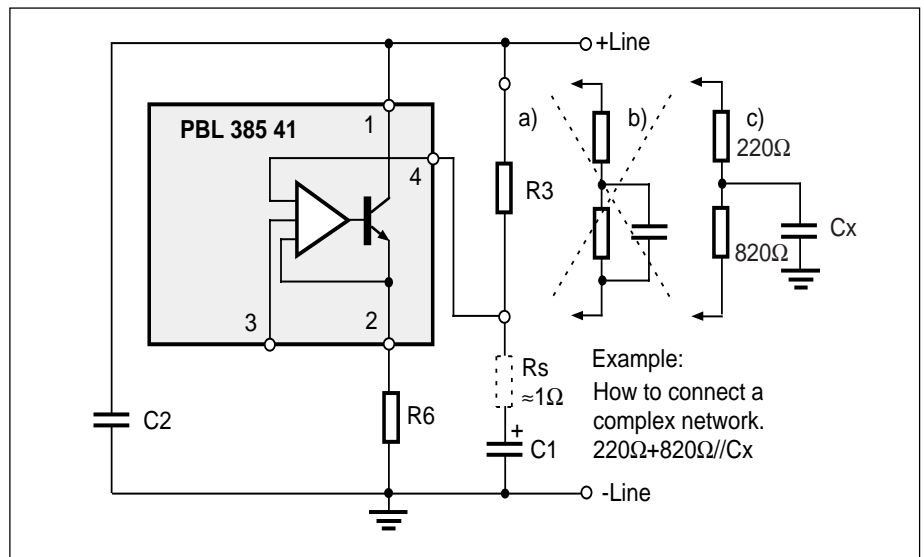 +Line
PBL 385 41
1
4
3
2
a)
R3
b)
c)
220Ω
820Ω
Cx
C2
R6
Rs
≈1Ω
+
C1
Example:
How to connect a
complex network.
220Ω+820Ω//Cx
-Line